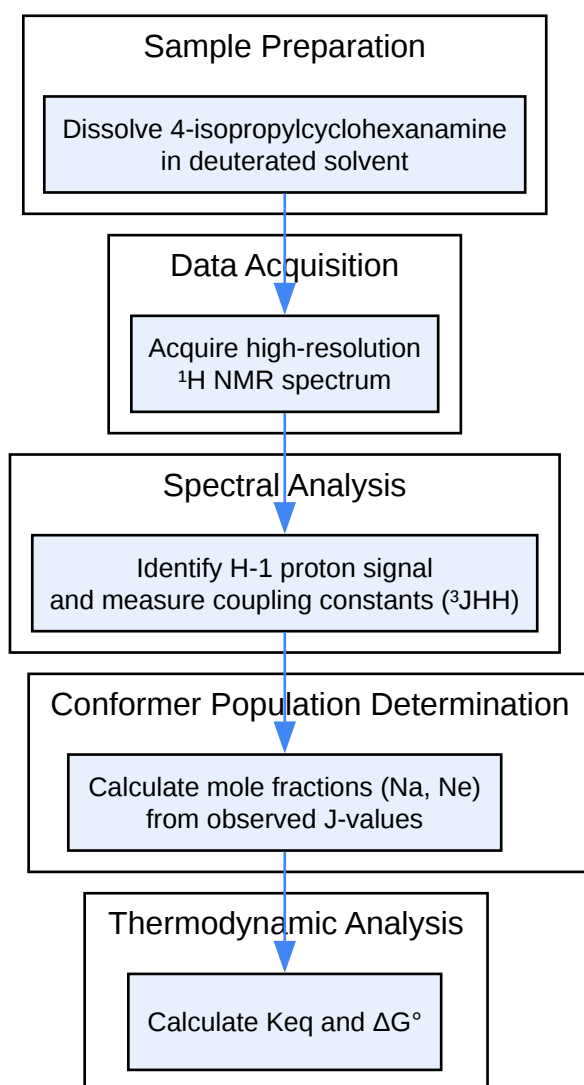 Sample Preparation
Dissolve 4-isopropylcyclohexanamine
in deuterated solvent
Data Acquisition
Acquire high-resolution
¹H NMR spectrum
Spectral Analysis
Identify H-1 proton signal
and measure coupling constants (³JHH)
Conformer Population Determination
Calculate mole fractions (Na, Ne)
from observed J-values
Thermodynamic Analysis
Calculate Keq and ΔG°